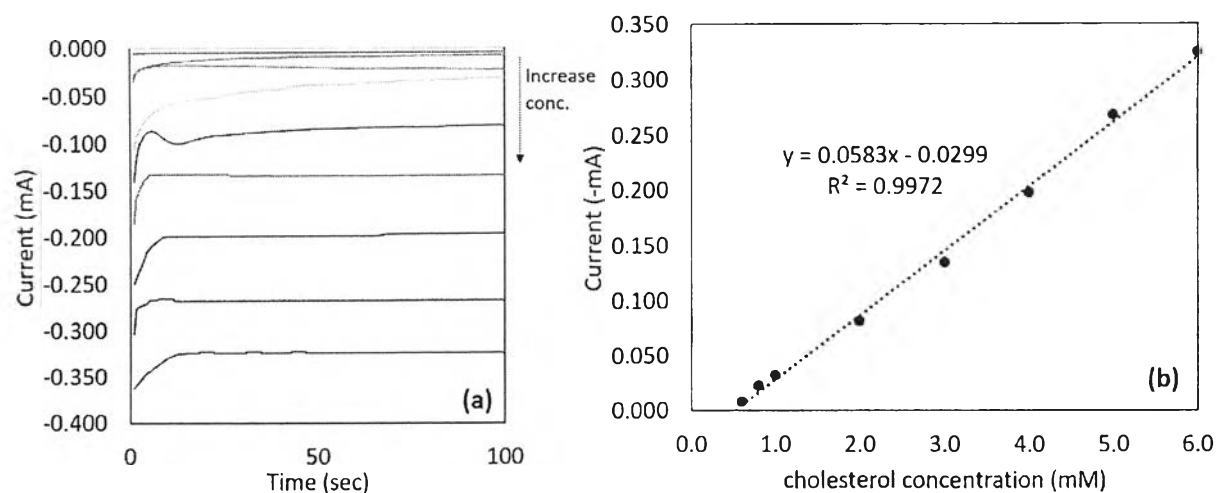 0.000
-0.050
-0.100
-0.150
-0.200
-0.250
-0.300
-0.350
-0.400
Current (mA)
0
50
100
Time (sec)
Increase
conc.
(a)
0.350
0.300
0.250
0.200
0.150
0.100
0.050
0.000
Current (-mA)
y = 0.0583x - 0.0299
R² = 0.9972
(b)
0.0
1.0
2.0
3.0
4.0
5.0
6.0
cholesterol concentration (mM)